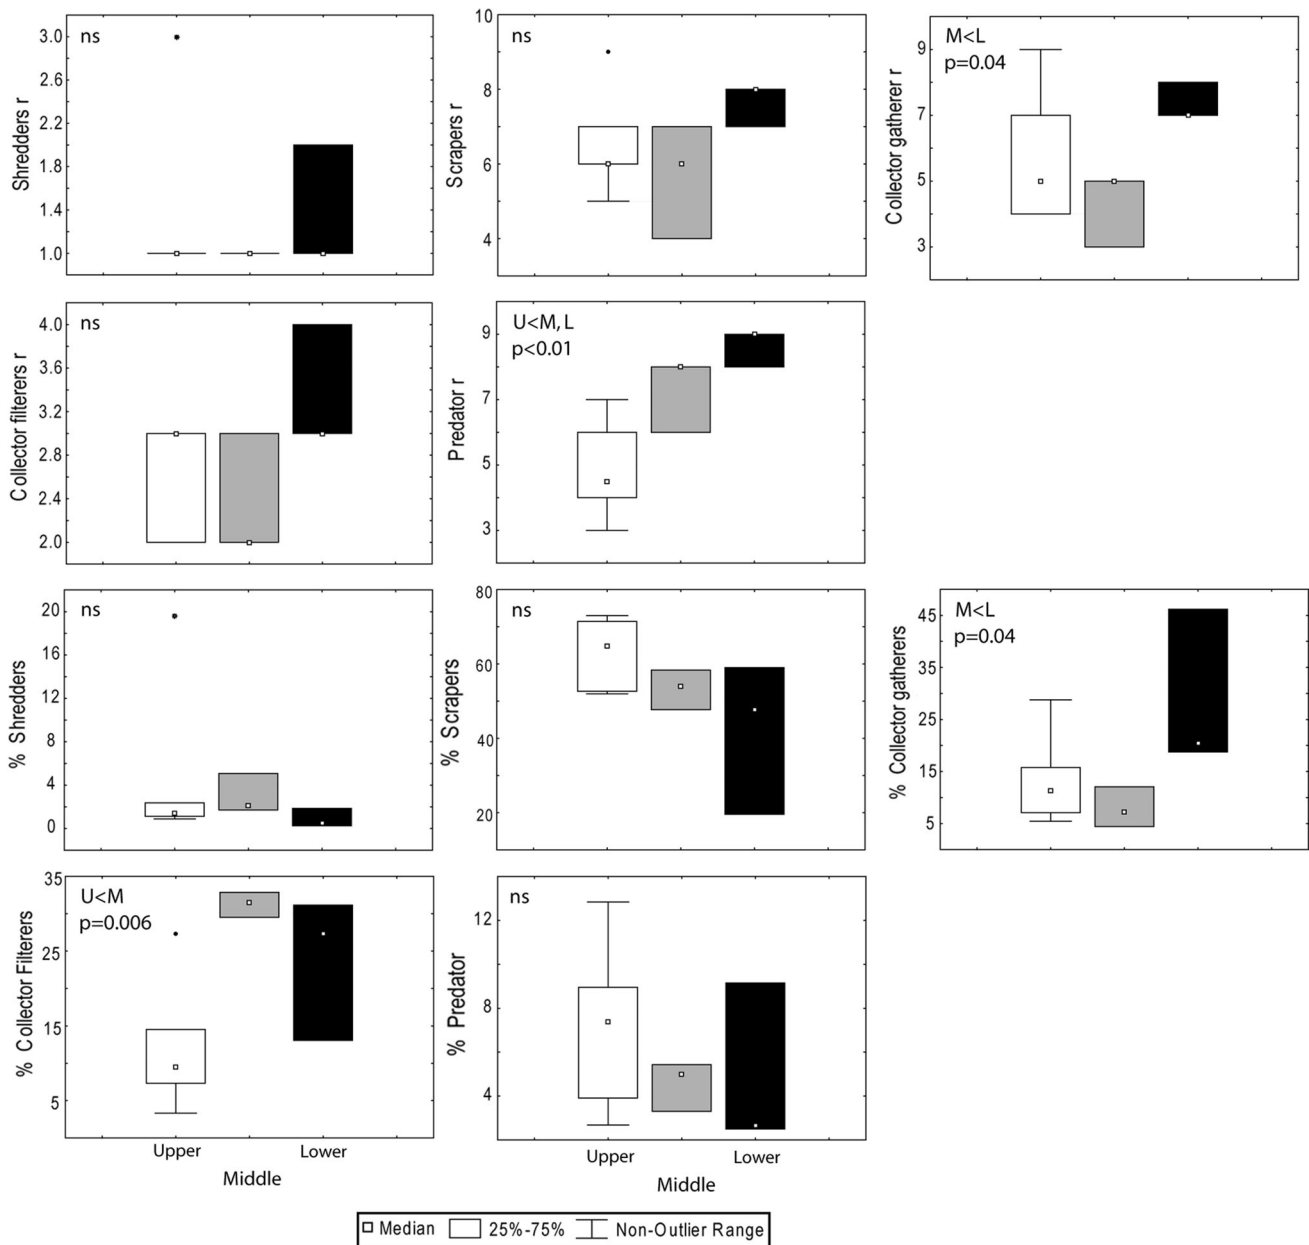 Shredders r
3.0
2.6
2.2
1.8
1.4
1.0
ns
Scrapers r
10
8
6
4
ns
Collector gatherer r
9
7
5
3
M<L
p=0.04
Collector filterers r
4.0
3.6
3.2
2.8
2.4
2.0
ns
Predator r
9
7
5
3
U<M, L
p<0.01
% Shredders
20
16
12
8
4
0
ns
% Scrapers
80
60
40
20
ns
% Collector gatherers
45
35
25
15
5
M<L
p=0.04
% Collector Filterers
35
25
15
5
U<M
p=0.006
Upper
Lower
Middle
% Predator
12
8
4
ns
Upper
Lower
Middle
Median
25%-75%
Non-Outlier Range